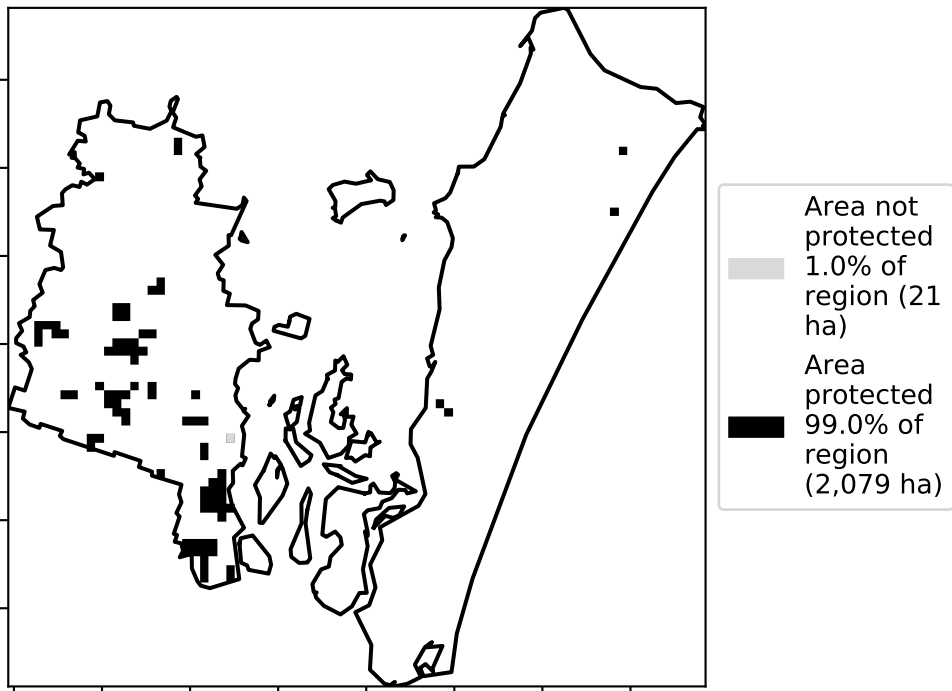 Area not
protected
1.0% of
region (21
ha)
Area
protected
99.0% of
region
(2,079 ha)